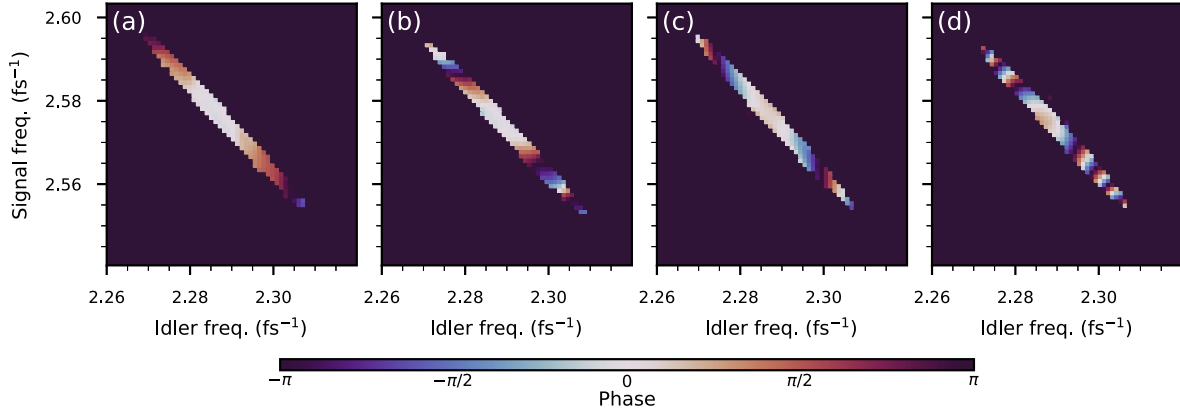 (a) (b) (c) (d)
Signal freq. (fs⁻¹)
2.60
2.58
2.56
2.26 2.28 2.30 2.26 2.28 2.30 2.26 2.28 2.30 2.26 2.28 2.30
Idler freq. (fs⁻¹) Idler freq. (fs⁻¹) Idler freq. (fs⁻¹) Idler freq. (fs⁻¹)
−π −π/2 0 π/2 π
Phase